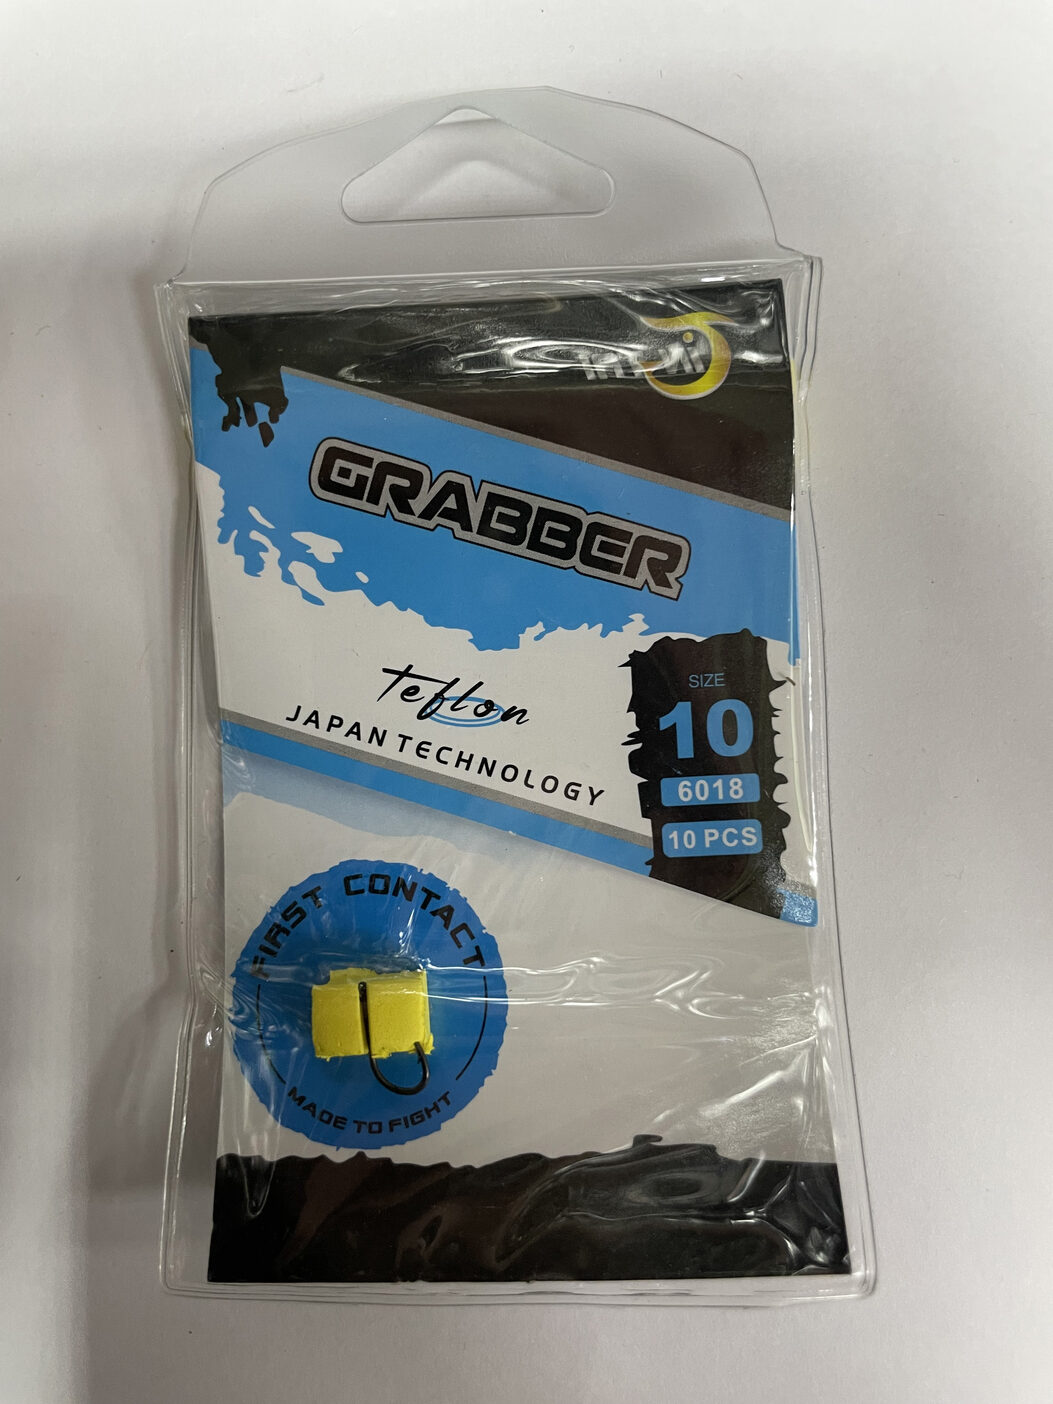 GRABBER
Teflon
JAPAN TECHNOLOGY
SIZE
10
6018
10 PCS
FIRST CONTACT
MADE TO FIGHT